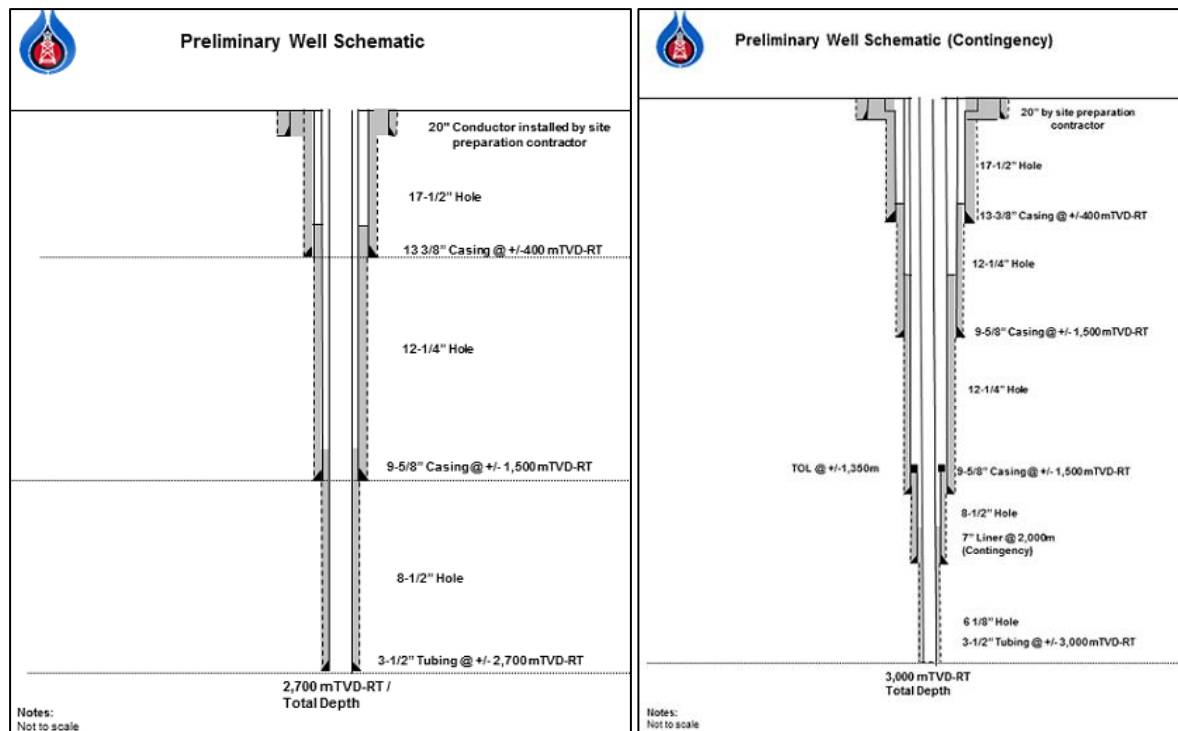 Preliminary Well Schematic
20" Conductor installed by site
preparation contractor
17-1/2" Hole
13 3/8" Casing @ +/-400 mTVD-RT
12-1/4" Hole
9-5/8" Casing @ +/- 1,500 mTVD-RT
8-1/2" Hole
3-1/2" Tubing @ +/- 2,700 mTVD-RT
2,700 mTVD-RT /
Total Depth
Notes:
Not to scale
Preliminary Well Schematic (Contingency)
20" by site preparation
contractor
17-1/2" Hole
13-3/8" Casing @ +/-400 mTVD-RT
12-1/4" Hole
9-5/8" Casing @ +/- 1,500 mTVD-RT
12-1/4" Hole
TOL @ +/-1,350m
9-5/8" Casing @ +/- 1,500 mTVD-RT
8-1/2" Hole
7" Liner @ 2,000m
(Contingency)
6 1/8" Hole
3-1/2" Tubing @ +/- 3,000 mTVD-RT
3,000 mTVD-RT
Total Depth
Notes:
Not to scale